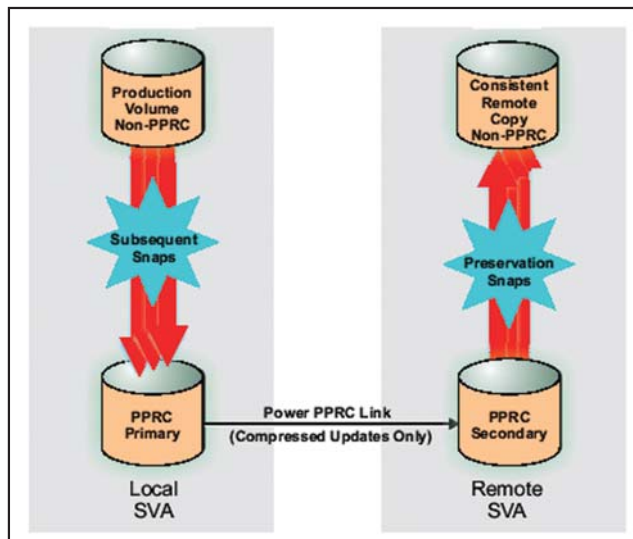 Production
Volume
Non-PPRC
Consistent
Remote
Copy
Non-PPRC
Subsequent
Snaps
Preservation
Snaps
PPRC
Primary
Power PPRC Link
(Compressed Updates Only)
PPRC
Secondary
Local
SVA
Remote
SVA